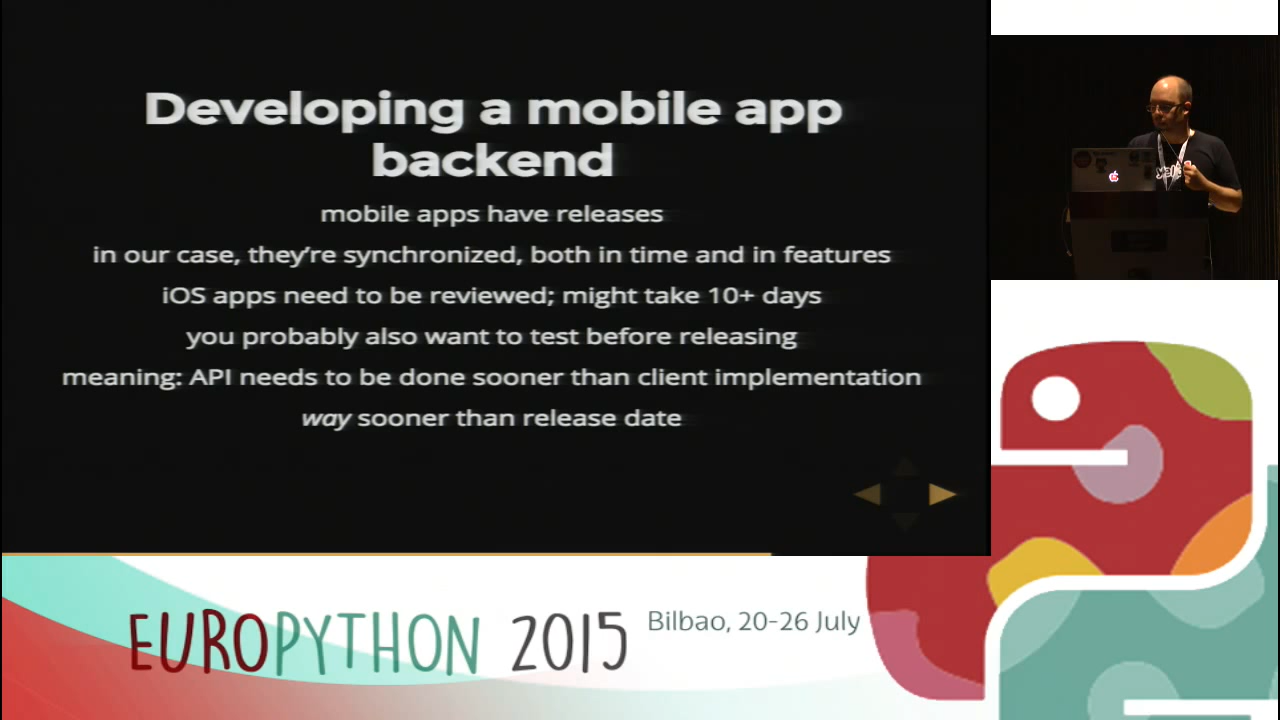 Developing a mobile app
backend
mobile apps have releases
in our case, they're synchronized, both in time and in features
iOS apps need to be reviewed; might take 10+ days
you probably also want to test before releasing
meaning: API needs to be done sooner than client implementation
way sooner than release date
EUROPYTHON 2015
Bilbao, 20-26 July